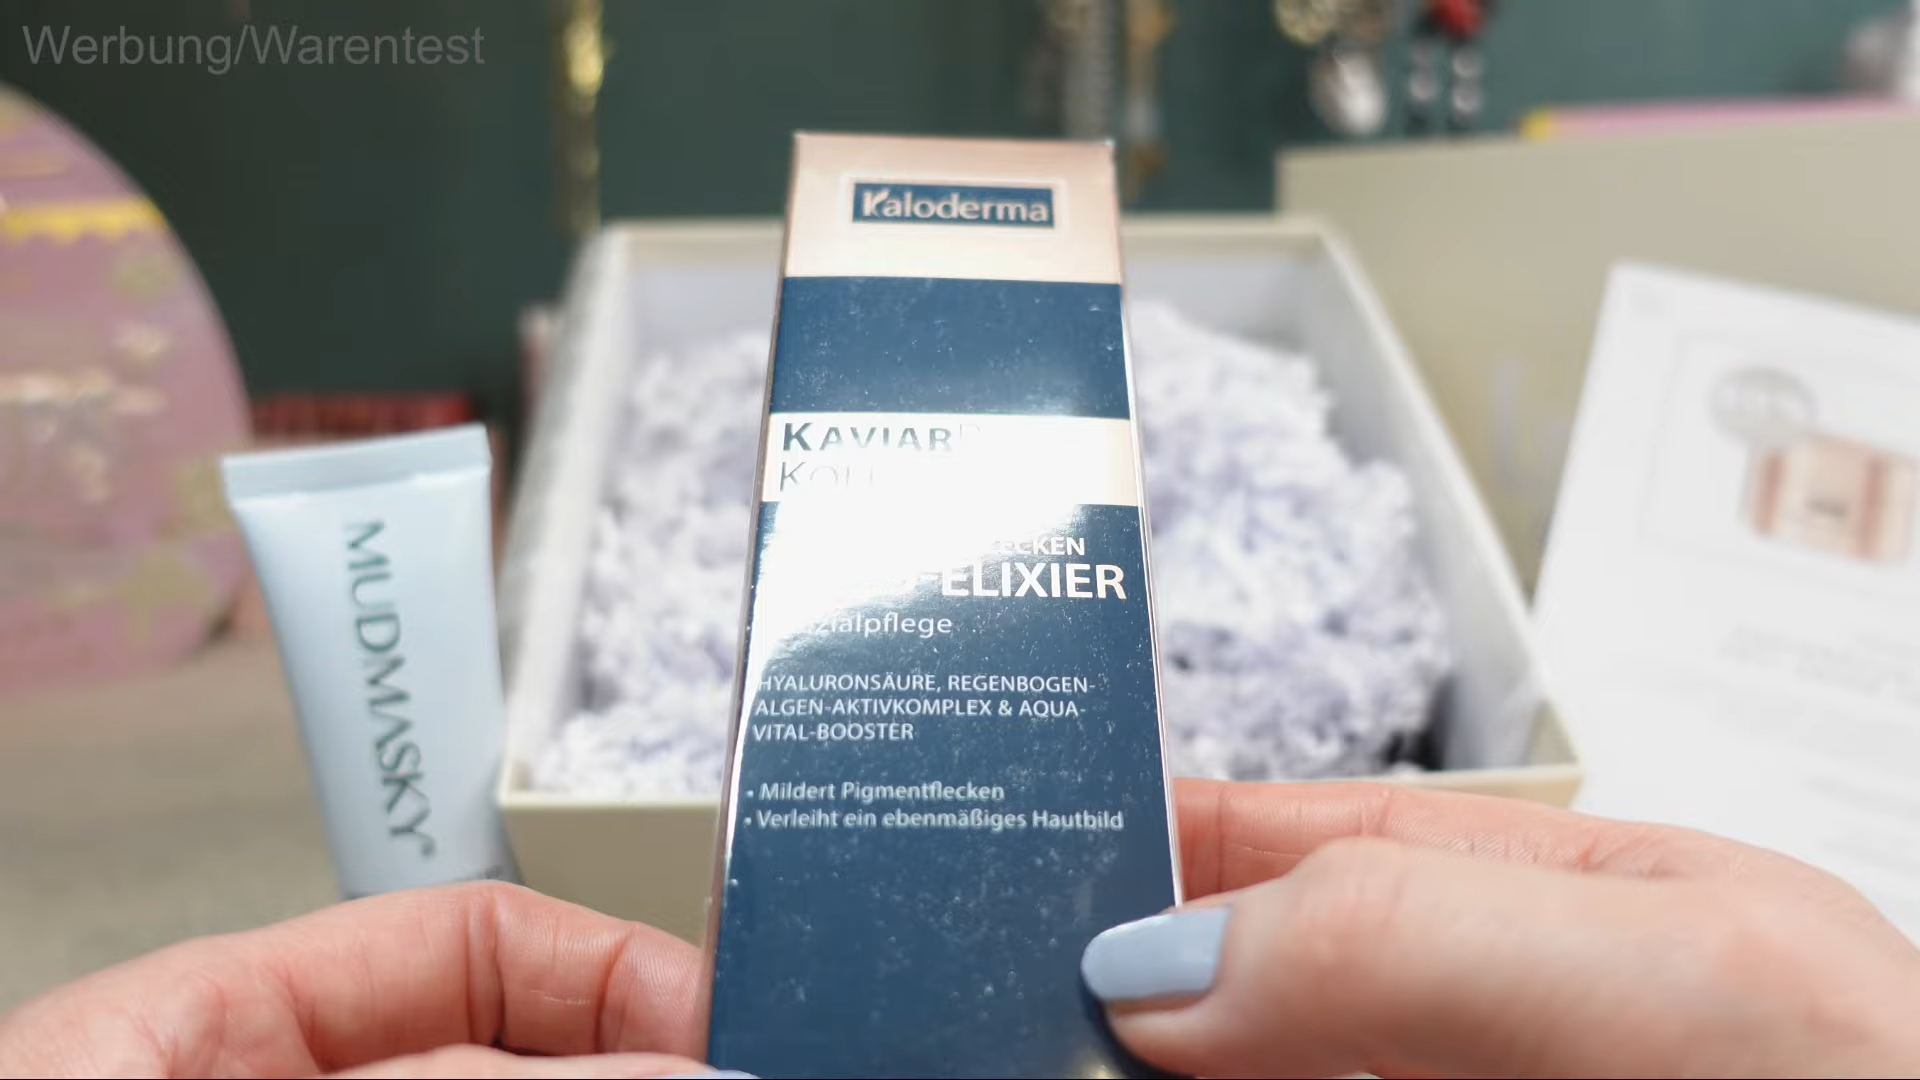 Werbung/Warentest
Kaloderma
KAVIAR
ELIXIER
HYALURONSÄURE, REGENBOGEN-
ALGEN-AKTIVKOMPLEX & AQUA-
VITAL-BOOSTER
• Mildert Pigmentflecken
• Verleiht ein ebenmäßiges Hautbild
MUDMASKY®